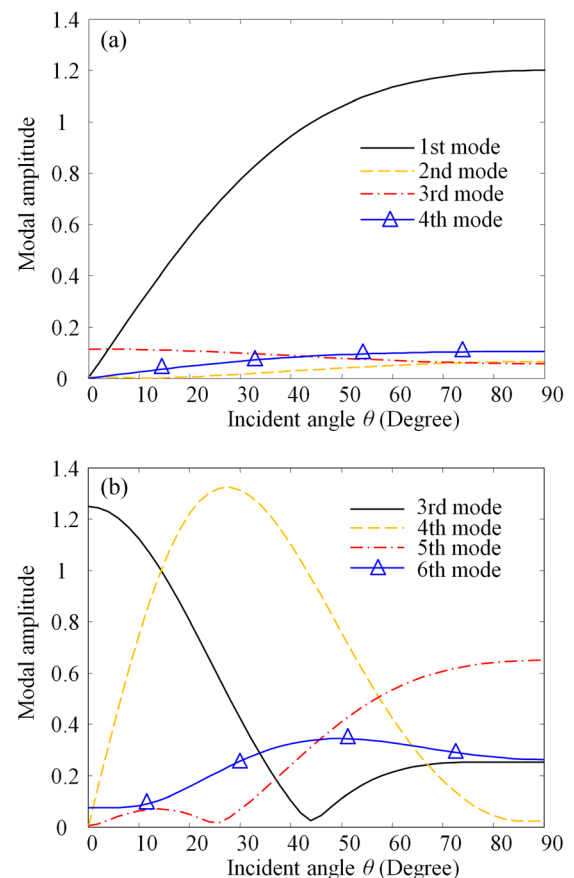 (a)
1.4
1.2
1
0.8
0.6
0.4
0.2
0
Modal amplitude
1st mode
2nd mode
3rd mode
4th mode
0 10 20 30 40 50 60 70 80 90
Incident angle θ (Degree)
(b)
1.4
1.2
1
0.8
0.6
0.4
0.2
0
Modal amplitude
3rd mode
4th mode
5th mode
6th mode
0 10 20 30 40 50 60 70 80 90
Incident angle θ (Degree)